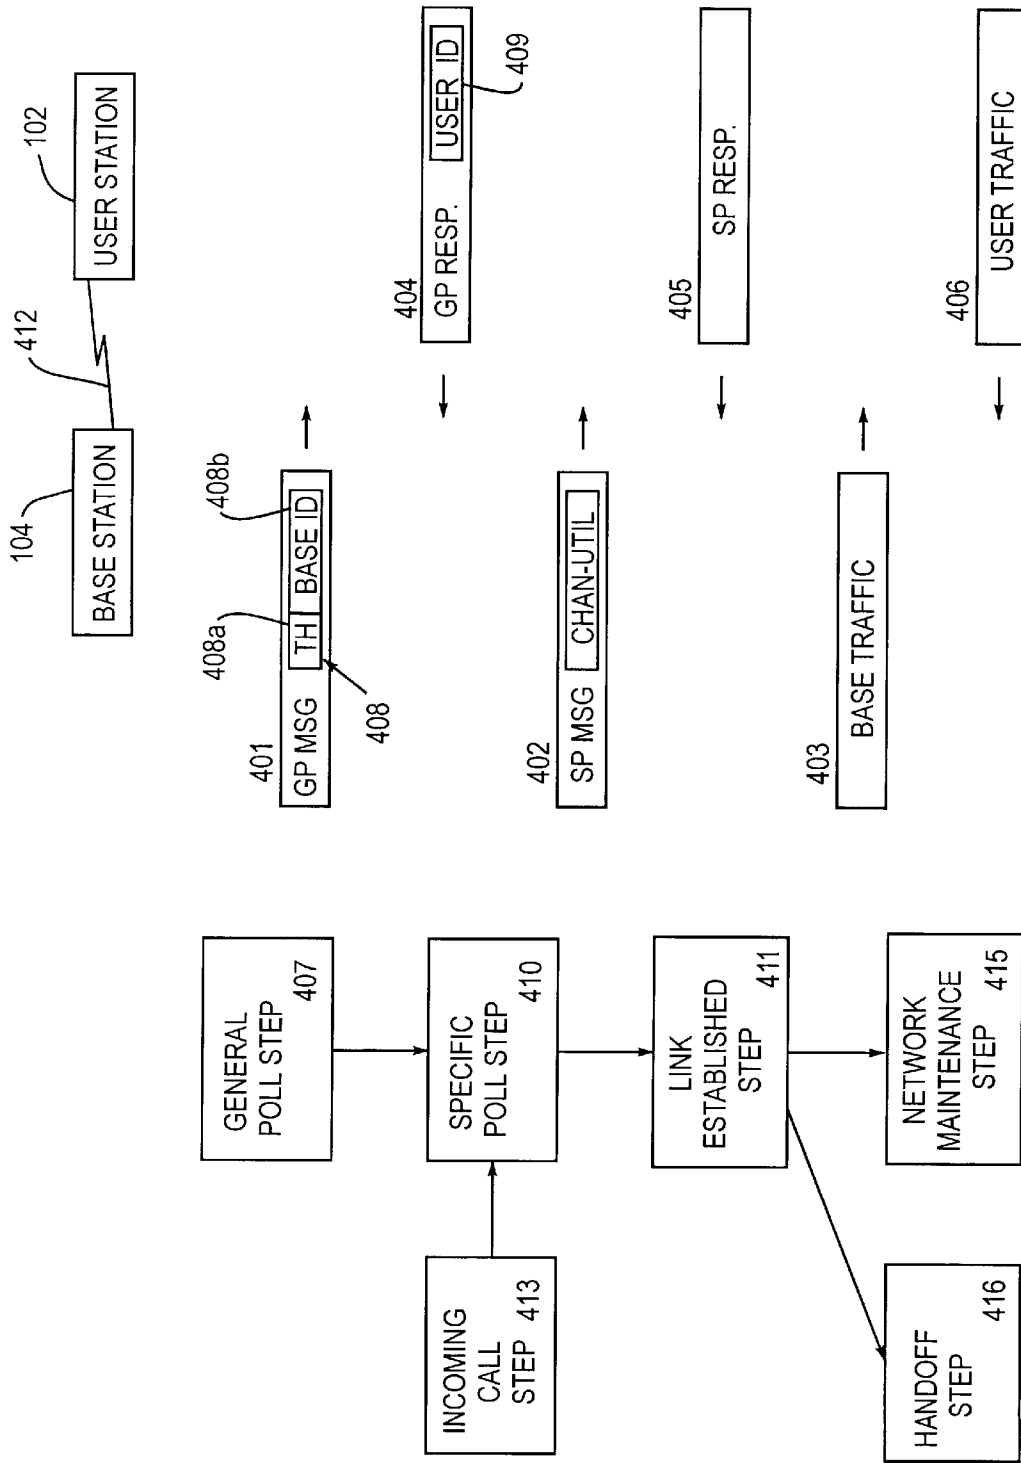 104
BASE STATION
412
102
USER STATION
GENERAL
POLL STEP
407
401
GP MSG
TH
BASE ID
408a
408b
408
404
GP RESP.
USER ID
409
INCOMING
CALL
STEP
413
SPECIFIC
POLL STEP
410
402
SP MSG
CHAN-UTIL
405
SP RESP.
LINK
ESTABLISHED
STEP
411
403
BASE TRAFFIC
406
USER TRAFFIC
HANDOFF
STEP
416
NETWORK
MAINTENANCE
STEP
415